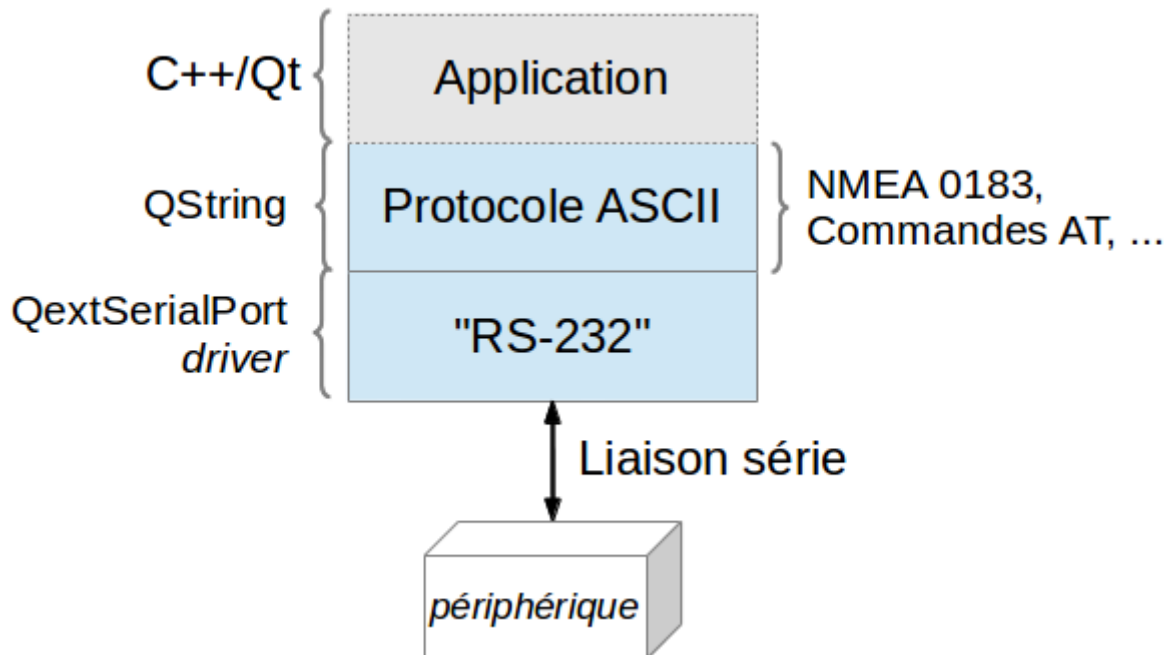 C++/Qt
Application
QString
Protocole ASCII
NMEA 0183,
Commandes AT, ...
QextSerialPort
driver
"RS-232"
Liaison série
périphérique